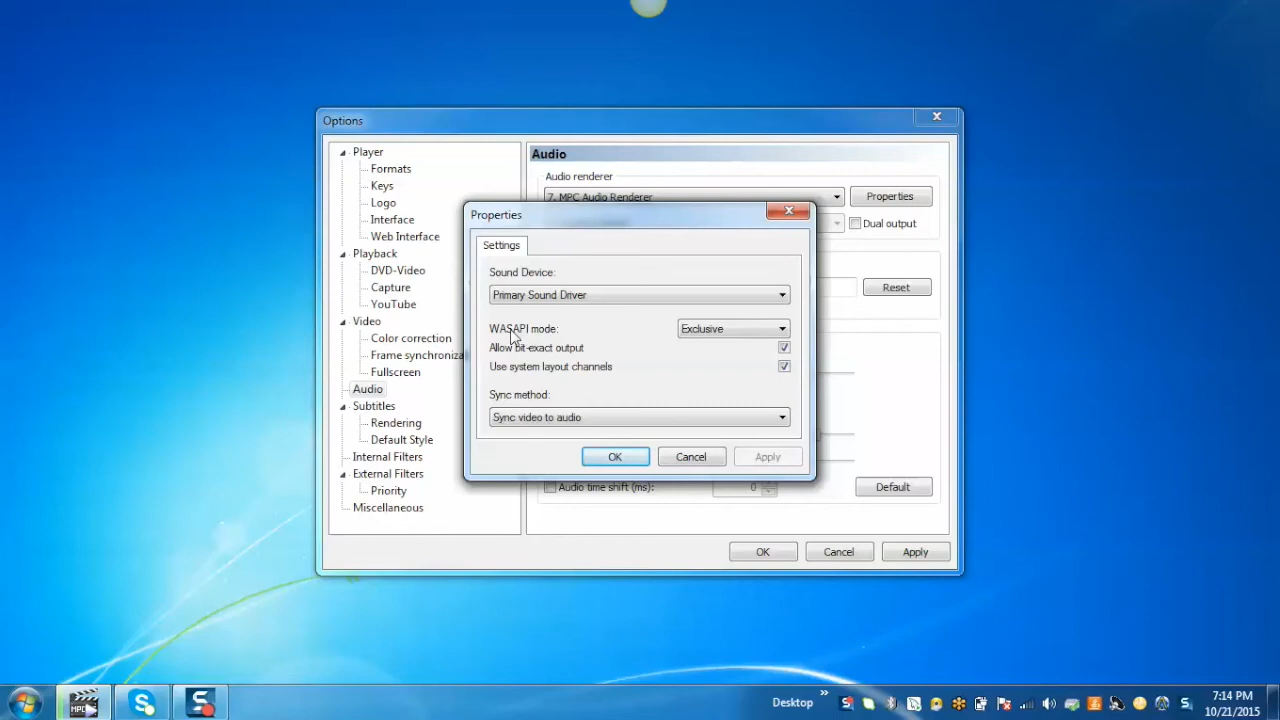 Options
Player
Formats
Keys
Logo
Interface
Web Interface
Playback
DVD-Video
Capture
YouTube
Video
Color correction
Frame synchroniza
Fullscreen
Audio
Subtitles
Rendering
Default Style
Internal Filters
External Filters
Priority
Miscellaneous
Audio
Audio renderer
7. MPC Audio Renderer
Properties
Dual output
Reset
Audio time shift (ms):
0
Default
OK
Cancel
Apply
Properties
Settings
Sound Device:
Primary Sound Driver
WASAPI mode:
Exclusive
Allow bit-exact output
Use system layout channels
Sync method:
Sync video to audio
OK
Cancel
Apply
Desktop
7:14 PM
10/21/2015